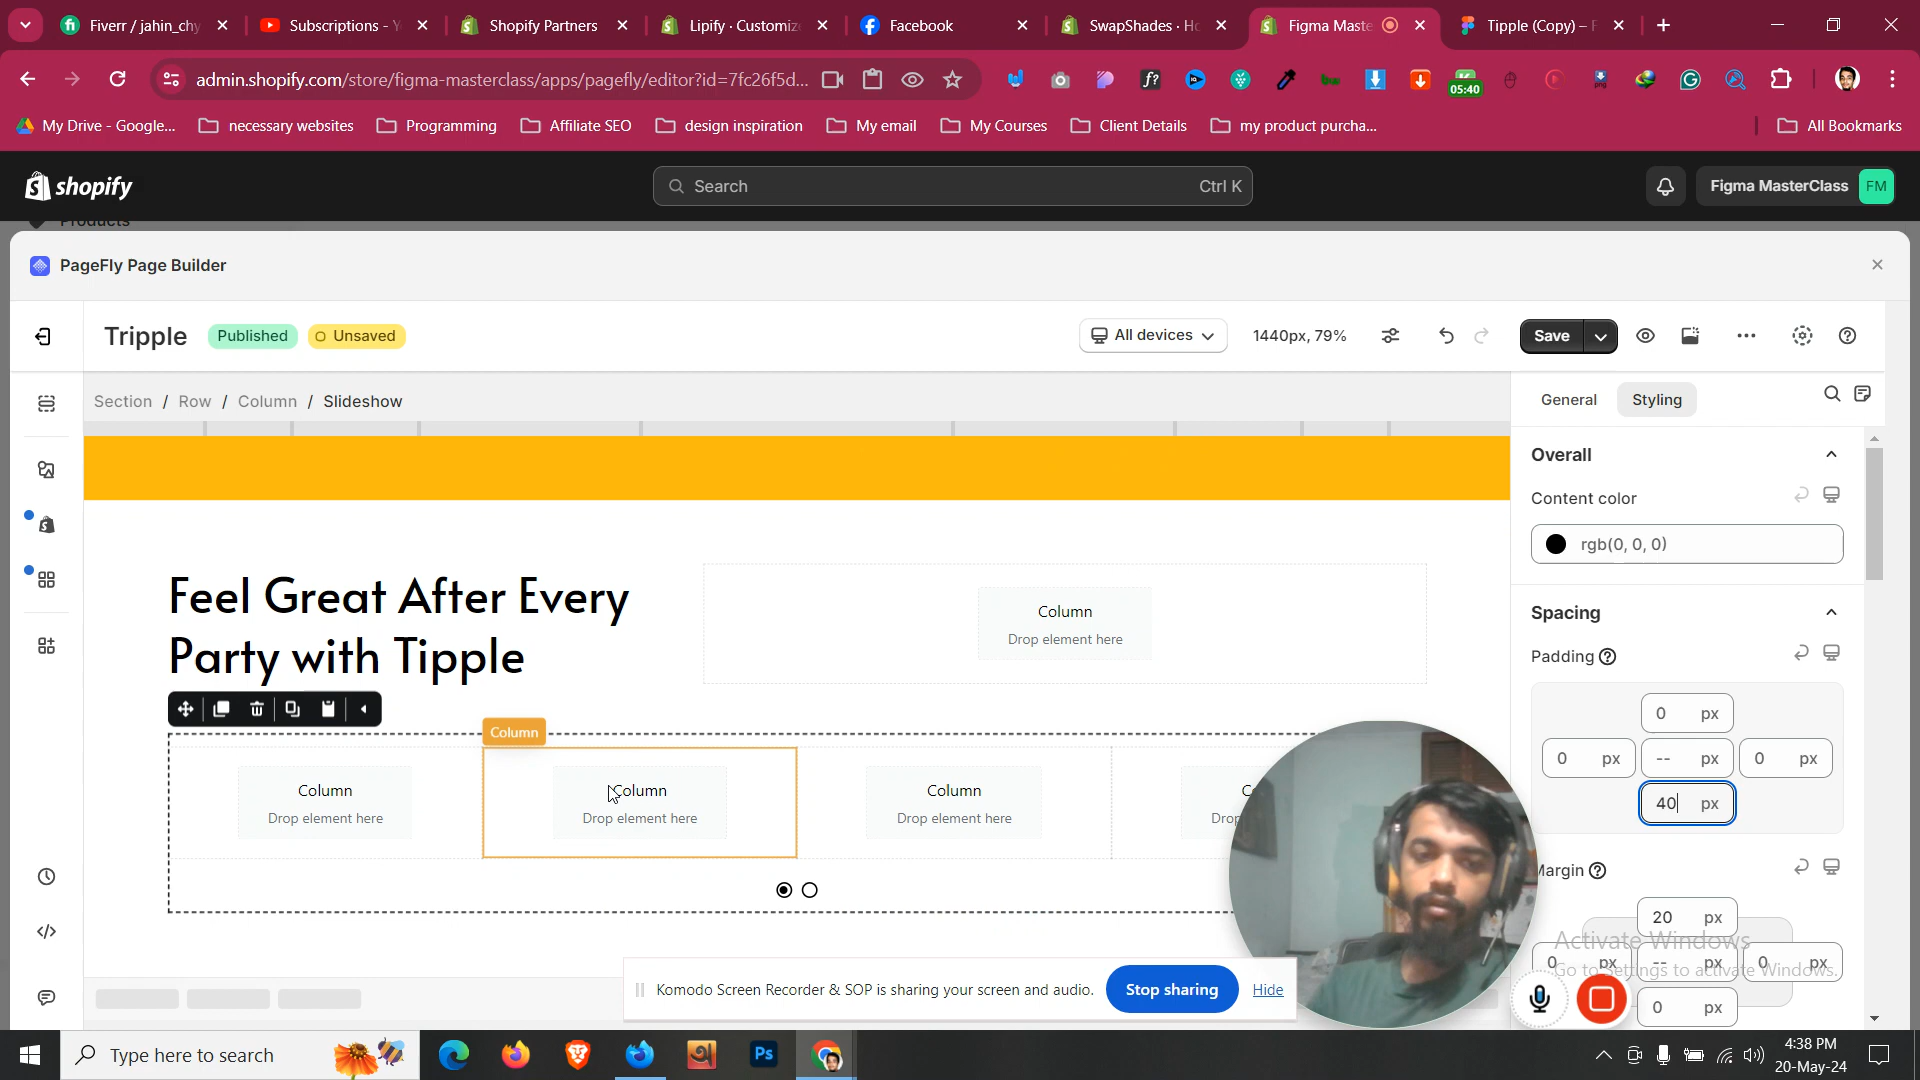 Fiverr / jahin_chy
Subscriptions - Y
Shopify Partners
Lipify · Customiz
Facebook
SwapShades · Ho
Figma Maste
Tipple (Copy) – F
admin.shopify.com/store/figma-masterclass/apps/pagefly/editor?id=7fc26f5d...
05:40
My Drive - Google...
necessary websites
Programming
Affiliate SEO
design inspiration
My email
My Courses
Client Details
my product purcha...
All Bookmarks
shopify
Search
Ctrl K
Figma MasterClass
FM
Products
PageFly Page Builder
Tripple
Published
Unsaved
All devices
1440px, 79%
Save
Section / Row / Column / Slideshow
General
Styling
Overall
Content color
rgb(0, 0, 0)
Spacing
Padding
0 px
0 px
-- px
0 px
40 px
Margin
20 px
0 px
-- px
0 px
0 px
Feel Great After Every
Party with Tipple
Column
Drop element here
Column
Column
Drop element here
Column
Drop element here
Column
Drop element here
Activate Windows
Go to Settings to activate Windows.
Komodo Screen Recorder & SOP is sharing your screen and audio.
Stop sharing
Hide
Type here to search
Ps
4:38 PM
20-May-24